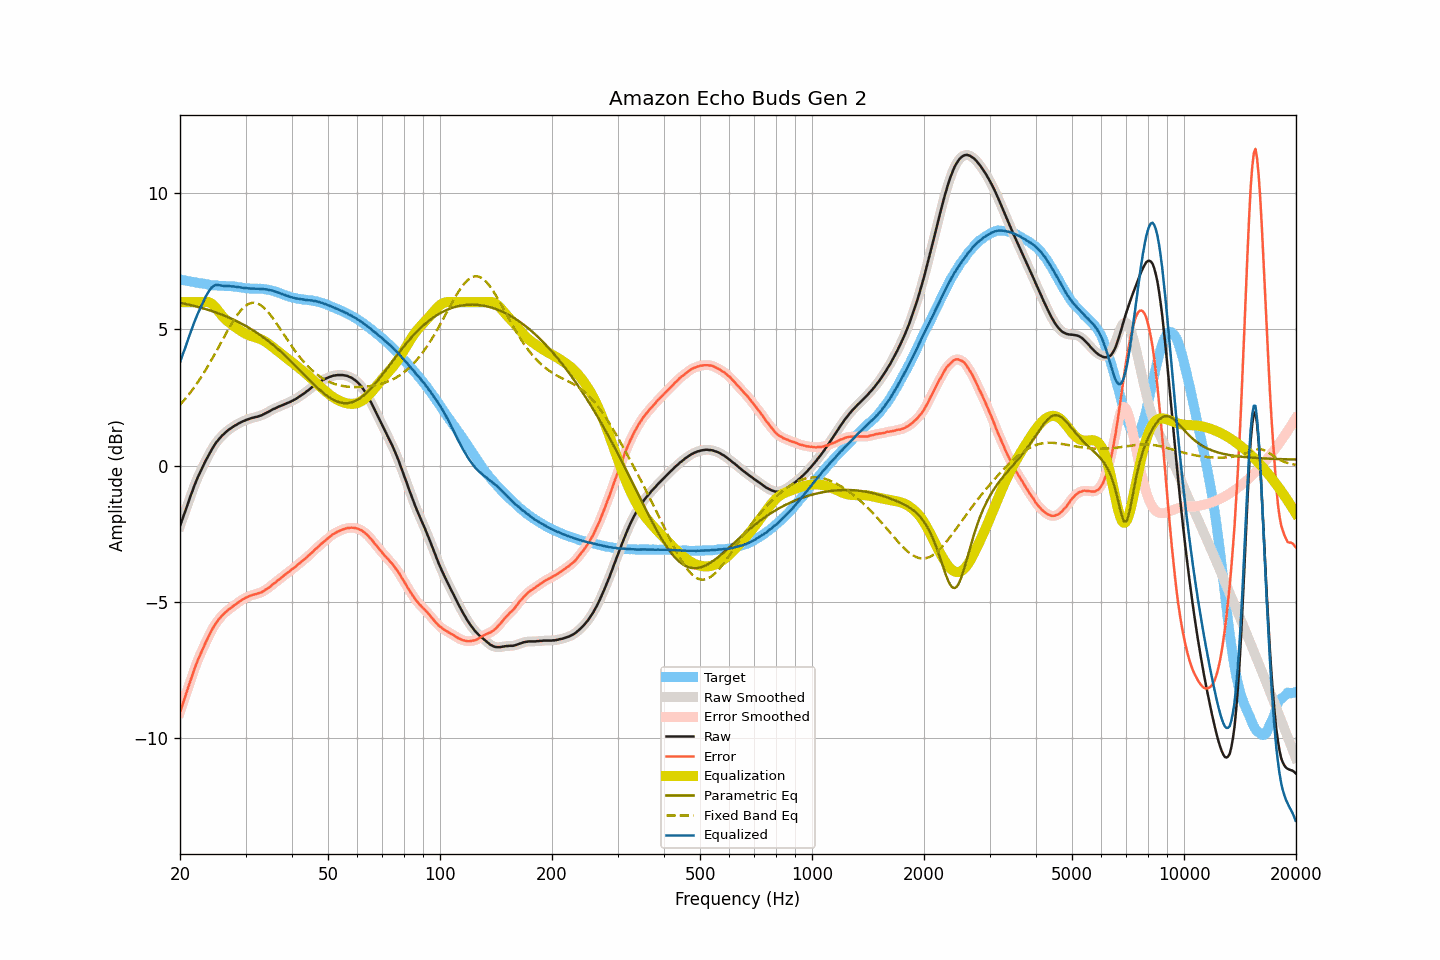 Amazon Echo Buds Gen 2
Amplitude (dBr)
10
5
0
−5
−10
Target
Raw Smoothed
Error Smoothed
Raw
Error
Equalization
Parametric Eq
Fixed Band Eq
Equalized
20 50 100 200 500 1000 2000 5000 10000 20000
Frequency (Hz)